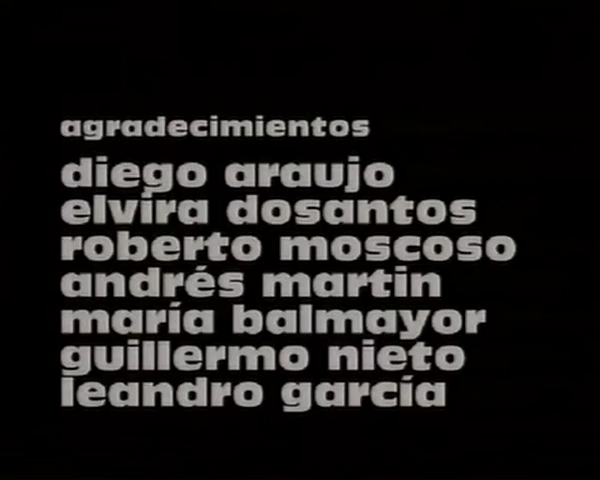 agradecimientos
diego araujo
elvira dosantos
roberto moscoso
andrés martin
maría balmayor
guillermo nieto
leandro garcía